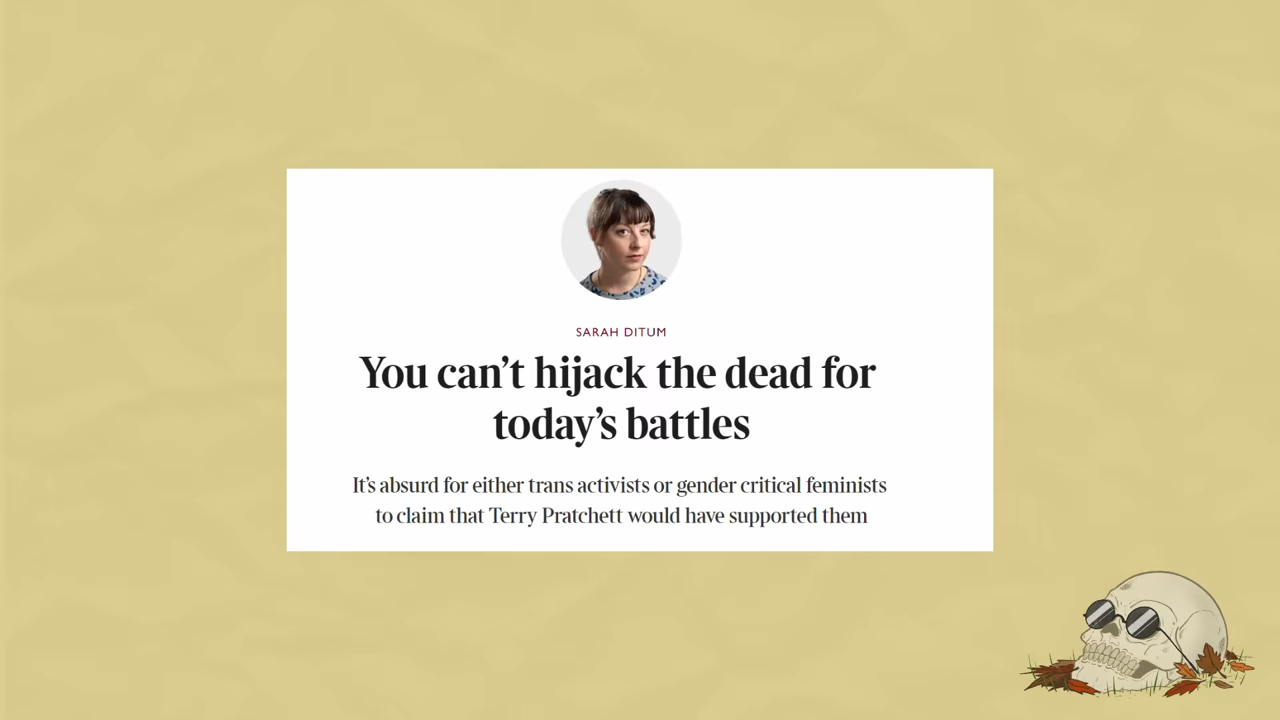 SARAH DITUM
You can’t hijack the dead for
today’s battles
It’s absurd for either trans activists or gender critical feminists
to claim that Terry Pratchett would have supported them